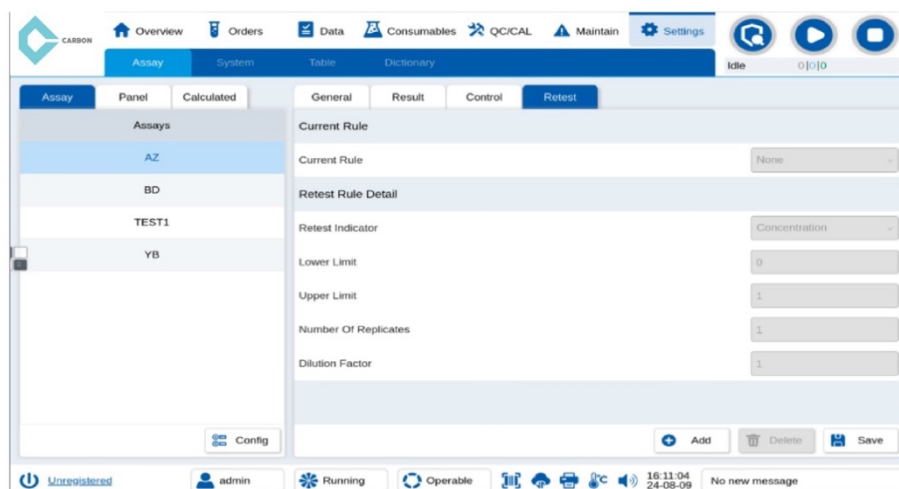 CARBON
Overview
Orders
Data
Consumables
QC/CAL
Maintain
Settings
Assay
System
Table
Dictionary
Idle
0|0|0
Assay
Panel
Calculated
General
Result
Control
Retest
Assays
Current Rule
AZ
Current Rule
None
BD
Retest Rule Detail
TEST1
Retest Indicator
Concentration
YB
Lower Limit
0
Upper Limit
1
Number Of Replicates
1
Dilution Factor
1
Config
Add
Delete
Save
Unregistered
admin
Running
Operable
°C
16:11:04
24-08-09
No new message